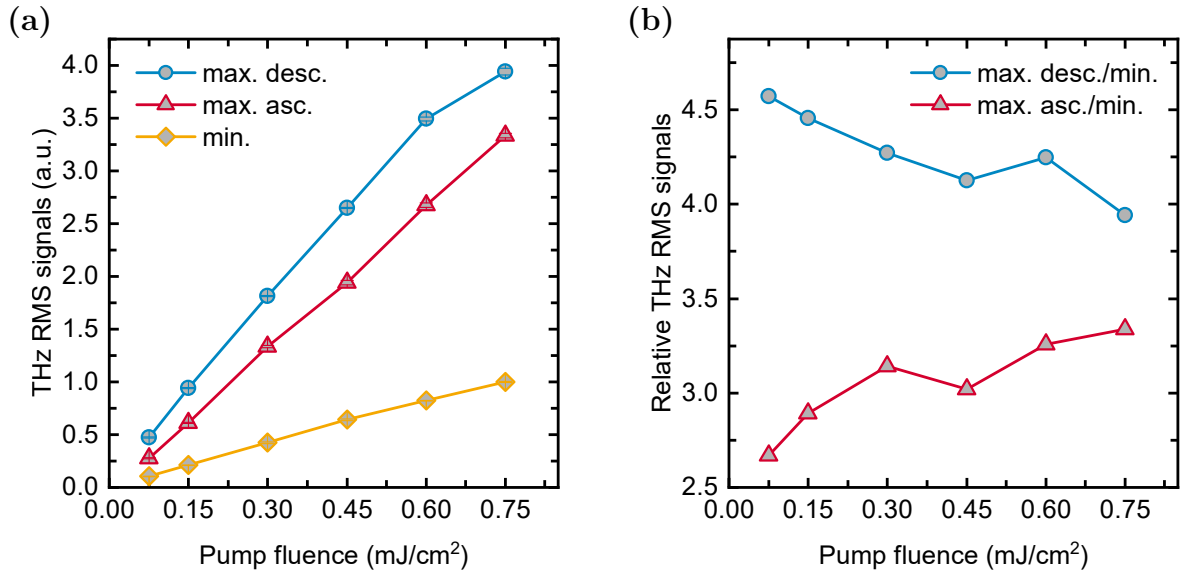 (a)
THz RMS signals (a.u.)
4.0
3.5
3.0
2.5
2.0
1.5
1.0
0.5
0.0
max. desc.
max. asc.
min.
0.00 0.15 0.30 0.45 0.60 0.75
Pump fluence (mJ/cm²)
(b)
Relative THz RMS signals
4.5
4.0
3.5
3.0
2.5
max. desc./min.
max. asc./min.
0.00 0.15 0.30 0.45 0.60 0.75
Pump fluence (mJ/cm²)